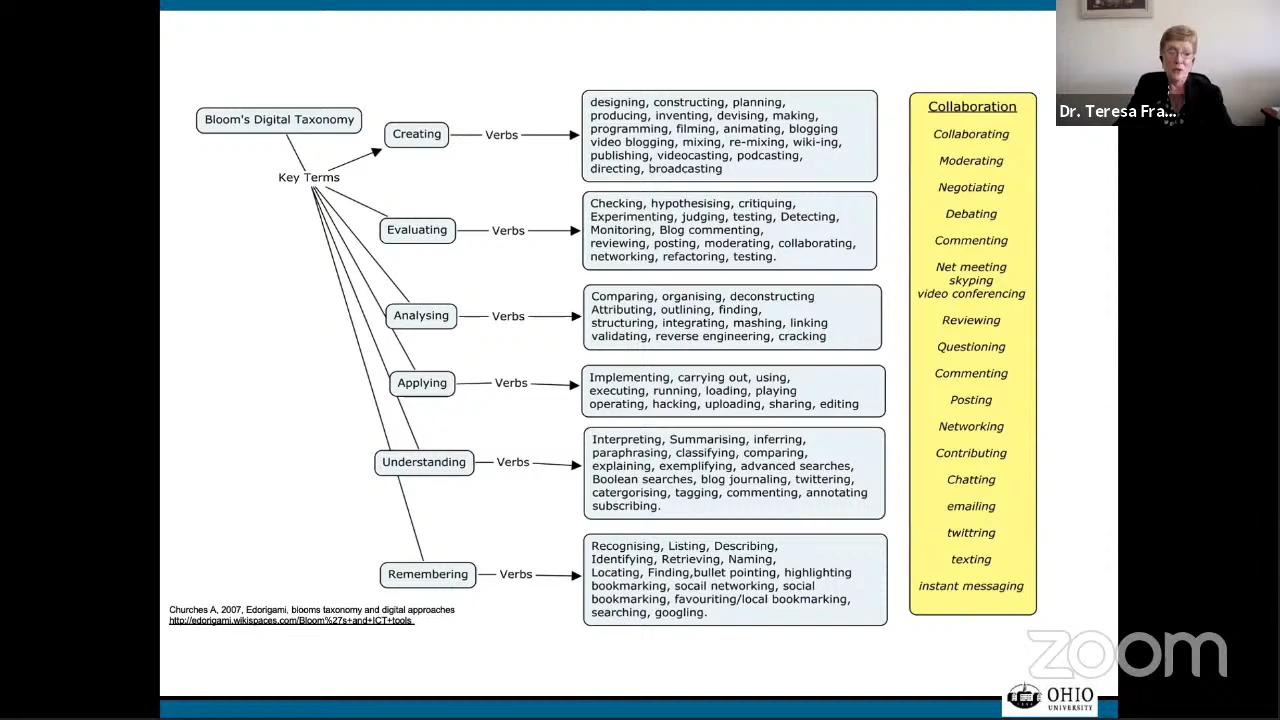 Bloom's Digital Taxonomy
Key Terms
Creating
Verbs
designing, constructing, planning,
producing, inventing, devising, making,
programming, filming, animating, blogging
video blogging, mixing, re-mixing, wiki-ing,
publishing, videocasting, podcasting,
directing, broadcasting
Evaluating
Verbs
Checking, hypothesising, critiquing,
Experimenting, judging, testing, Detecting,
Monitoring, Blog commenting,
reviewing, posting, moderating, collaborating,
networking, refactoring, testing.
Analysing
Verbs
Comparing, organising, deconstructing
Attributing, outlining, finding,
structuring, integrating, mashing, linking
validating, reverse engineering, cracking
Applying
Verbs
Implementing, carrying out, using,
executing, running, loading, playing
operating, hacking, uploading, sharing, editing
Understanding
Verbs
Interpreting, Summarising, inferring,
paraphrasing, classifying, comparing,
explaining, exemplifying, advanced searches,
Boolean searches, blog journaling, twittering,
catergorising, tagging, commenting, annotating
subscribing.
Remembering
Verbs
Recognising, Listing, Describing,
Identifying, Retrieving, Naming,
Locating, Finding,bullet pointing, highlighting
bookmarking, socail networking, social
bookmarking, favouriting/local bookmarking,
searching, googling.
Collaboration
Collaborating
Moderating
Negotiating
Debating
Commenting
Net meeting
skyping
video conferencing
Reviewing
Questioning
Commenting
Posting
Networking
Contributing
Chatting
emailing
twittring
texting
instant messaging
Churches A, 2007, Edorigami, blooms taxonomy and digital approaches
http://edorigami.wikispaces.com/Bloom%27s+and+ICT+tools
Dr. Teresa Fra...
zoom
OHIO
UNIVERSITY